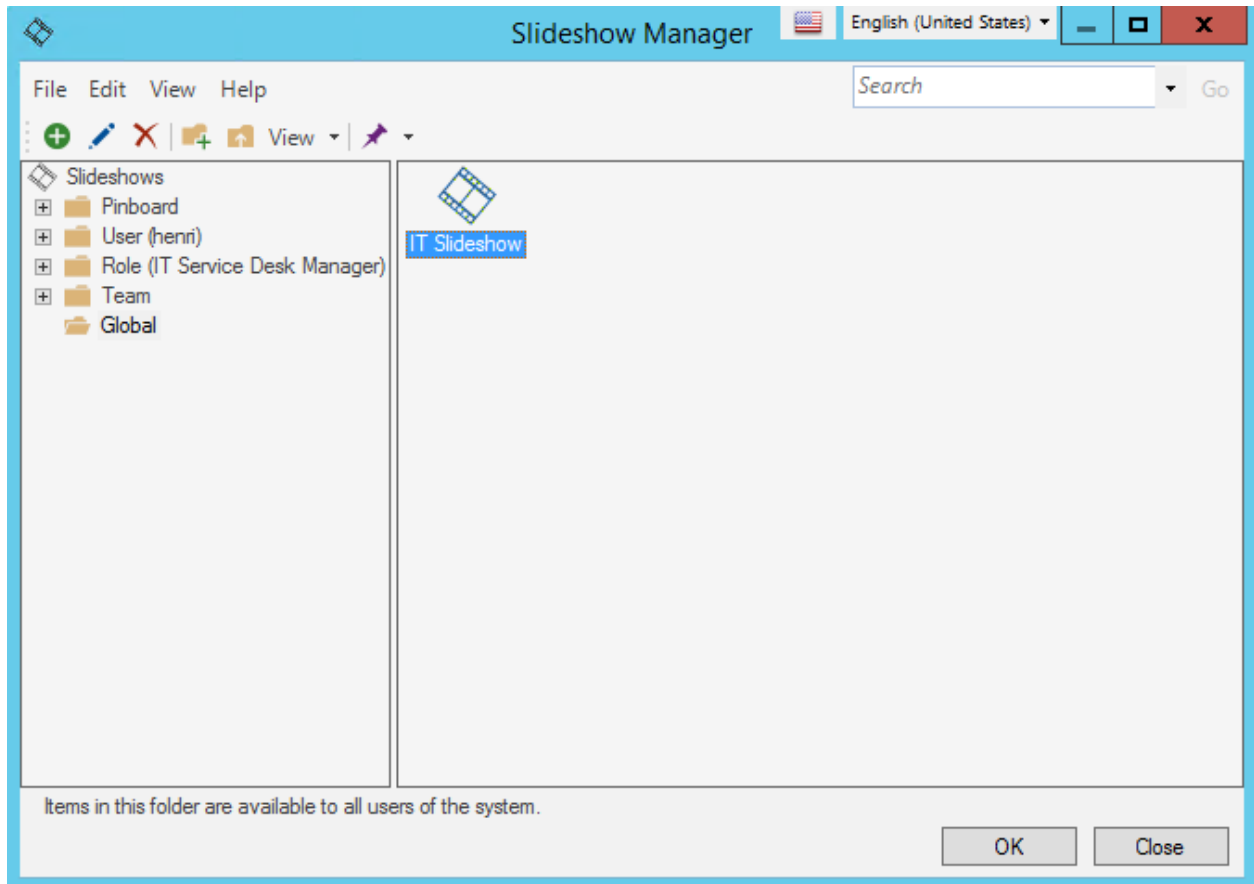 Slideshow Manager
English (United States)
File Edit View Help
Search
Go
View
Slideshows
Pinboard
User (henri)
Role (IT Service Desk Manager)
Team
Global
IT Slideshow
Items in this folder are available to all users of the system.
OK
Close